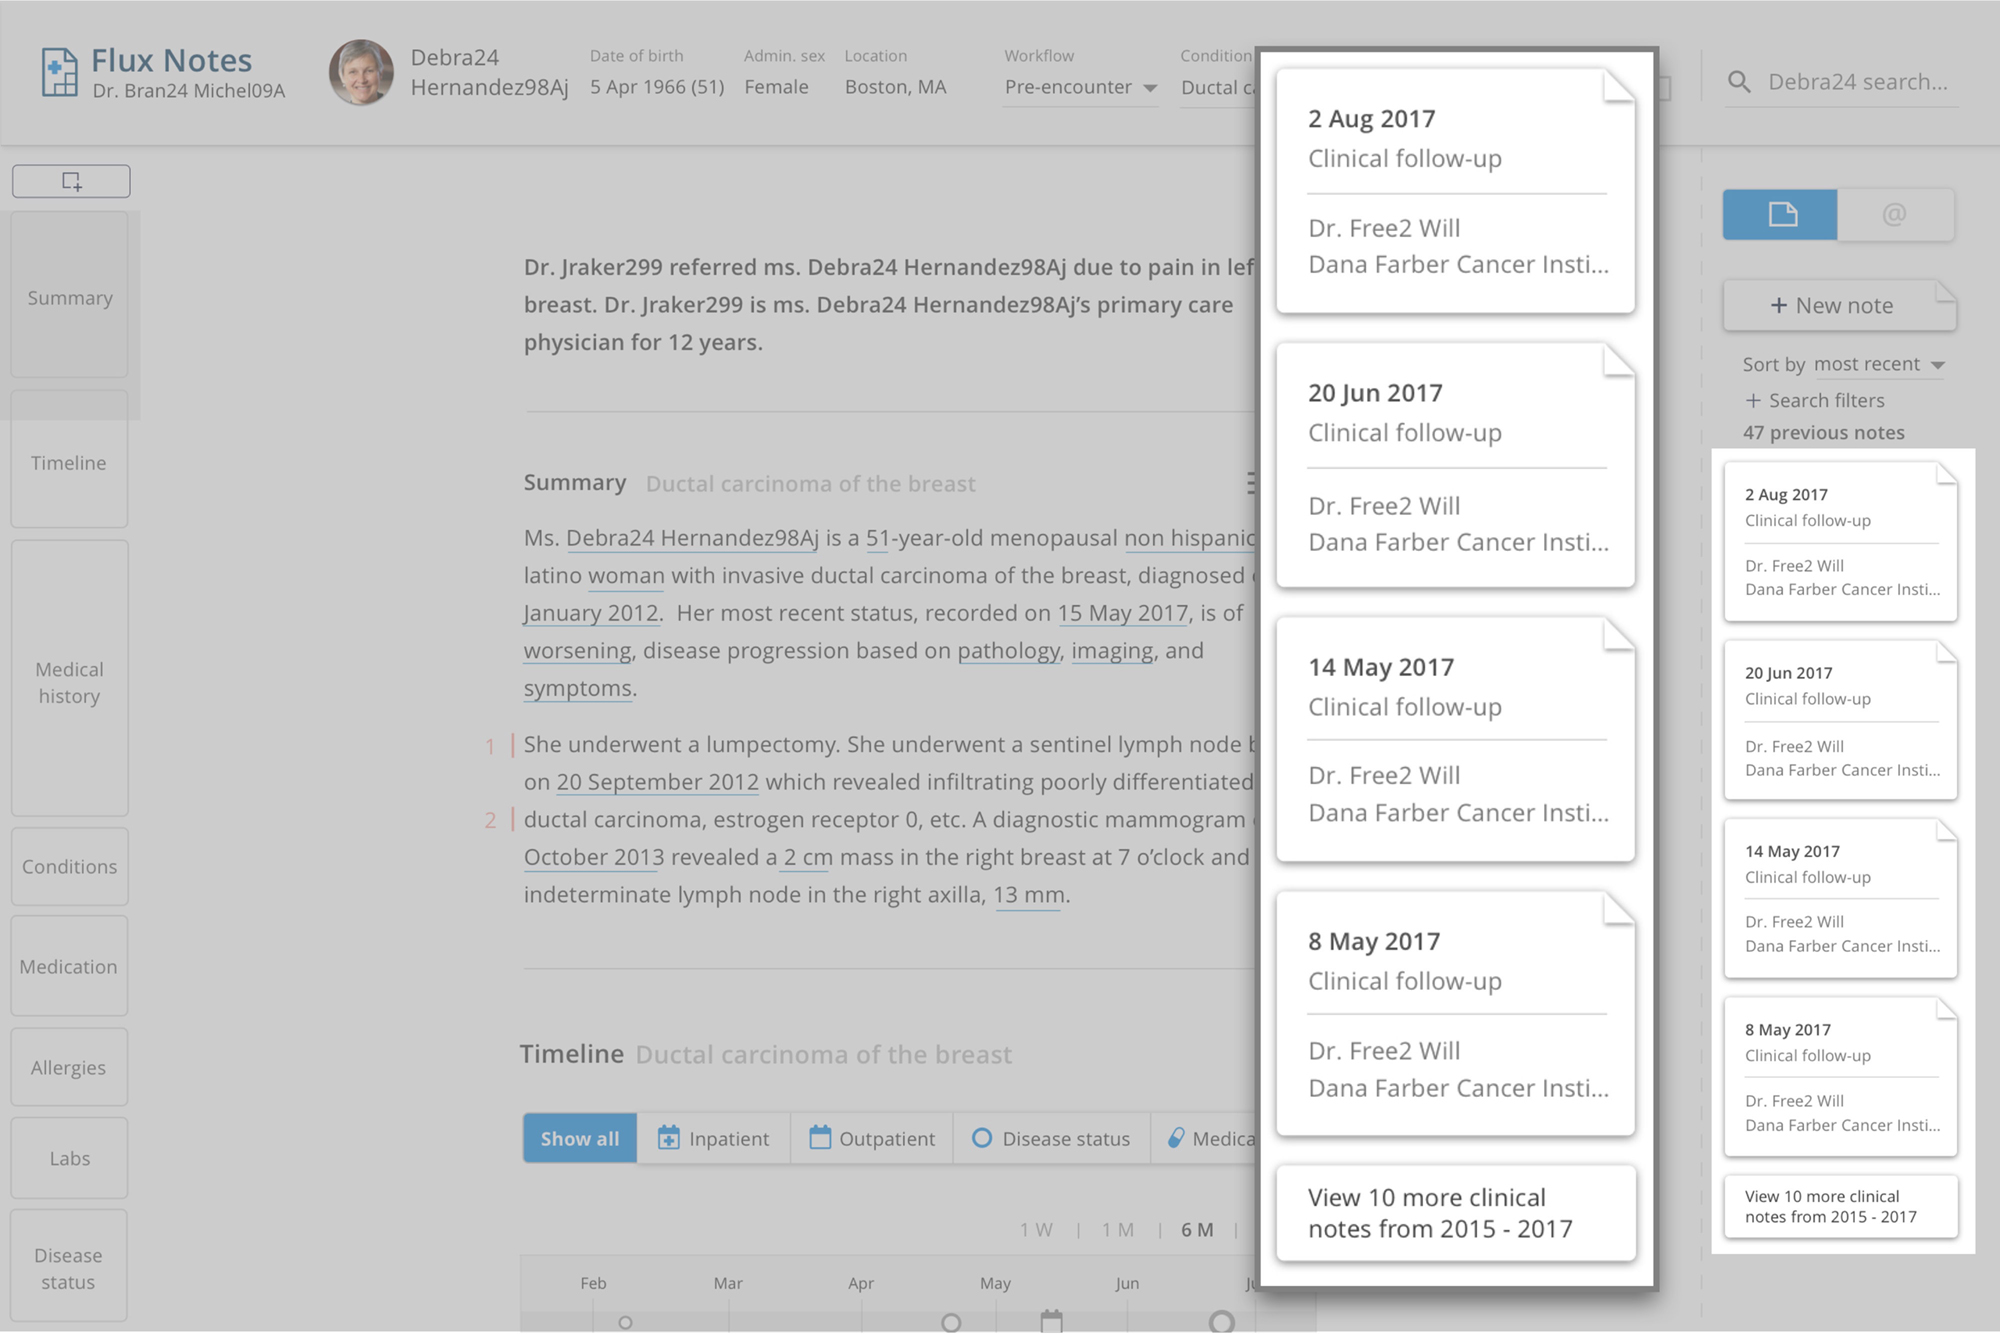 Flux Notes
Dr. Bran24 Michel09A
Debra24
Hernandez98Aj
Date of birth
5 Apr 1966 (51)
Admin. sex
Female
Location
Boston, MA
Workflow
Pre-encounter
Condition
Ductal
Debra24 search...
Summary
Timeline
Medical
history
Conditions
Medication
Allergies
Labs
Disease
status
Dr. Jraker299 referred ms. Debra24 Hernandez98Aj due to pain in lef
breast. Dr. Jraker299 is ms. Debra24 Hernandez98Aj’s primary care
physician for 12 years.
Summary Ductal carcinoma of the breast
Ms. Debra24 Hernandez98Aj is a 51-year-old menopausal non hispanic
latino woman with invasive ductal carcinoma of the breast, diagnosed
January 2012. Her most recent status, recorded on 15 May 2017, is of
worsening, disease progression based on pathology, imaging, and
symptoms.
1 She underwent a lumpectomy. She underwent a sentinel lymph node
on 20 September 2012 which revealed infiltrating poorly differentiated
2 ductal carcinoma, estrogen receptor 0, etc. A diagnostic mammogram
October 2013 revealed a 2 cm mass in the right breast at 7 o’clock and
indeterminate lymph node in the right axilla, 13 mm.
Timeline Ductal carcinoma of the breast
Show all
Inpatient
Outpatient
Disease status
Medica
1 W | 1 M | 6 M |
Feb Mar Apr May Jun
2 Aug 2017
Clinical follow-up
Dr. Free2 Will
Dana Farber Cancer Insti...
20 Jun 2017
Clinical follow-up
Dr. Free2 Will
Dana Farber Cancer Insti...
14 May 2017
Clinical follow-up
Dr. Free2 Will
Dana Farber Cancer Insti...
8 May 2017
Clinical follow-up
Dr. Free2 Will
Dana Farber Cancer Insti...
View 10 more clinical
notes from 2015 - 2017
@
+ New note
Sort by most recent
+ Search filters
47 previous notes
2 Aug 2017
Clinical follow-up
Dr. Free2 Will
Dana Farber Cancer Insti...
20 Jun 2017
Clinical follow-up
Dr. Free2 Will
Dana Farber Cancer Insti...
14 May 2017
Clinical follow-up
Dr. Free2 Will
Dana Farber Cancer Insti...
8 May 2017
Clinical follow-up
Dr. Free2 Will
Dana Farber Cancer Insti...
View 10 more clinical
notes from 2015 - 2017